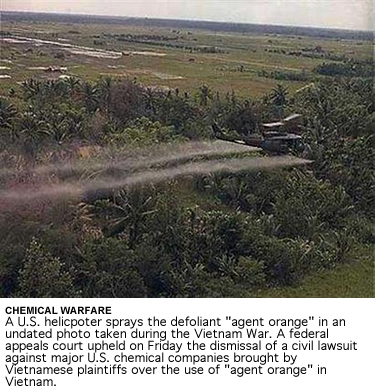 CHEMICAL WARFARE
A U.S. helicpoter sprays the defoliant "agent orange" in an
undated photo taken during the Vietnam War. A federal
appeals court upheld on Friday the dismissal of a civil lawsuit
against major U.S. chemical companies brought by
Vietnamese plaintiffs over the use of "agent orange" in
Vietnam.